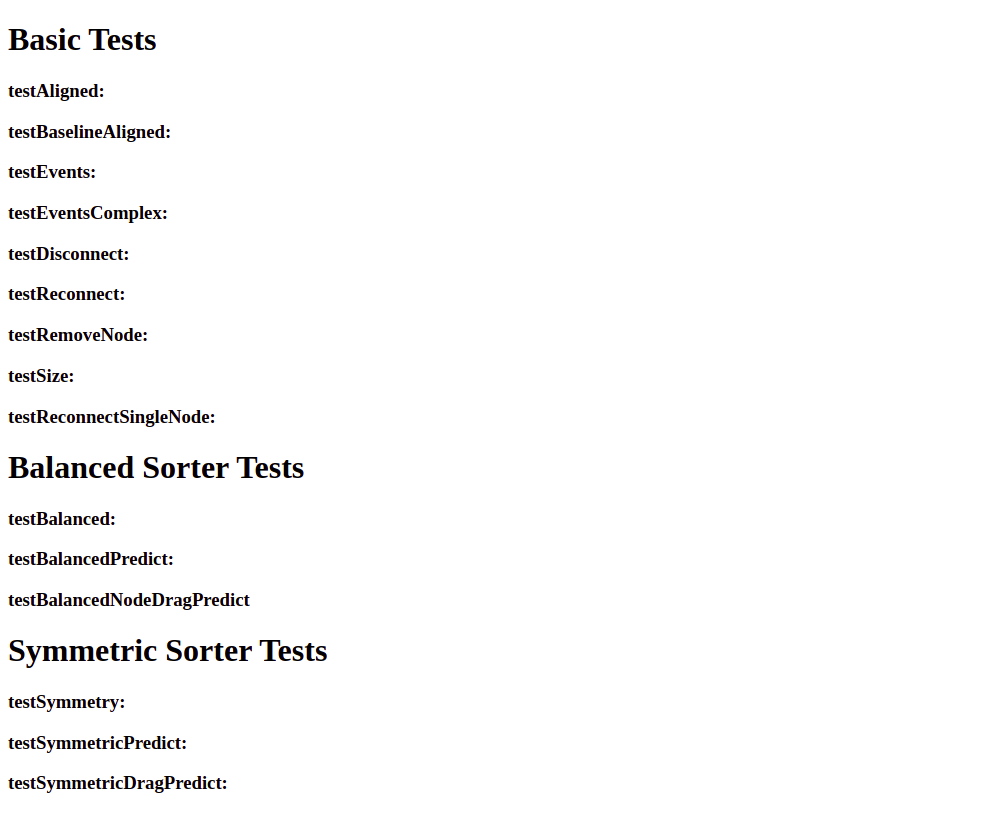 Basic Tests
testAligned:
testBaselineAligned:
testEvents:
testEventsComplex:
testDisconnect:
testReconnect:
testRemoveNode:
testSize:
testReconnectSingleNode:
Balanced Sorter Tests
testBalanced:
testBalancedPredict:
testBalancedNodeDragPredict
Symmetric Sorter Tests
testSymmetry:
testSymmetricPredict:
testSymmetricDragPredict: